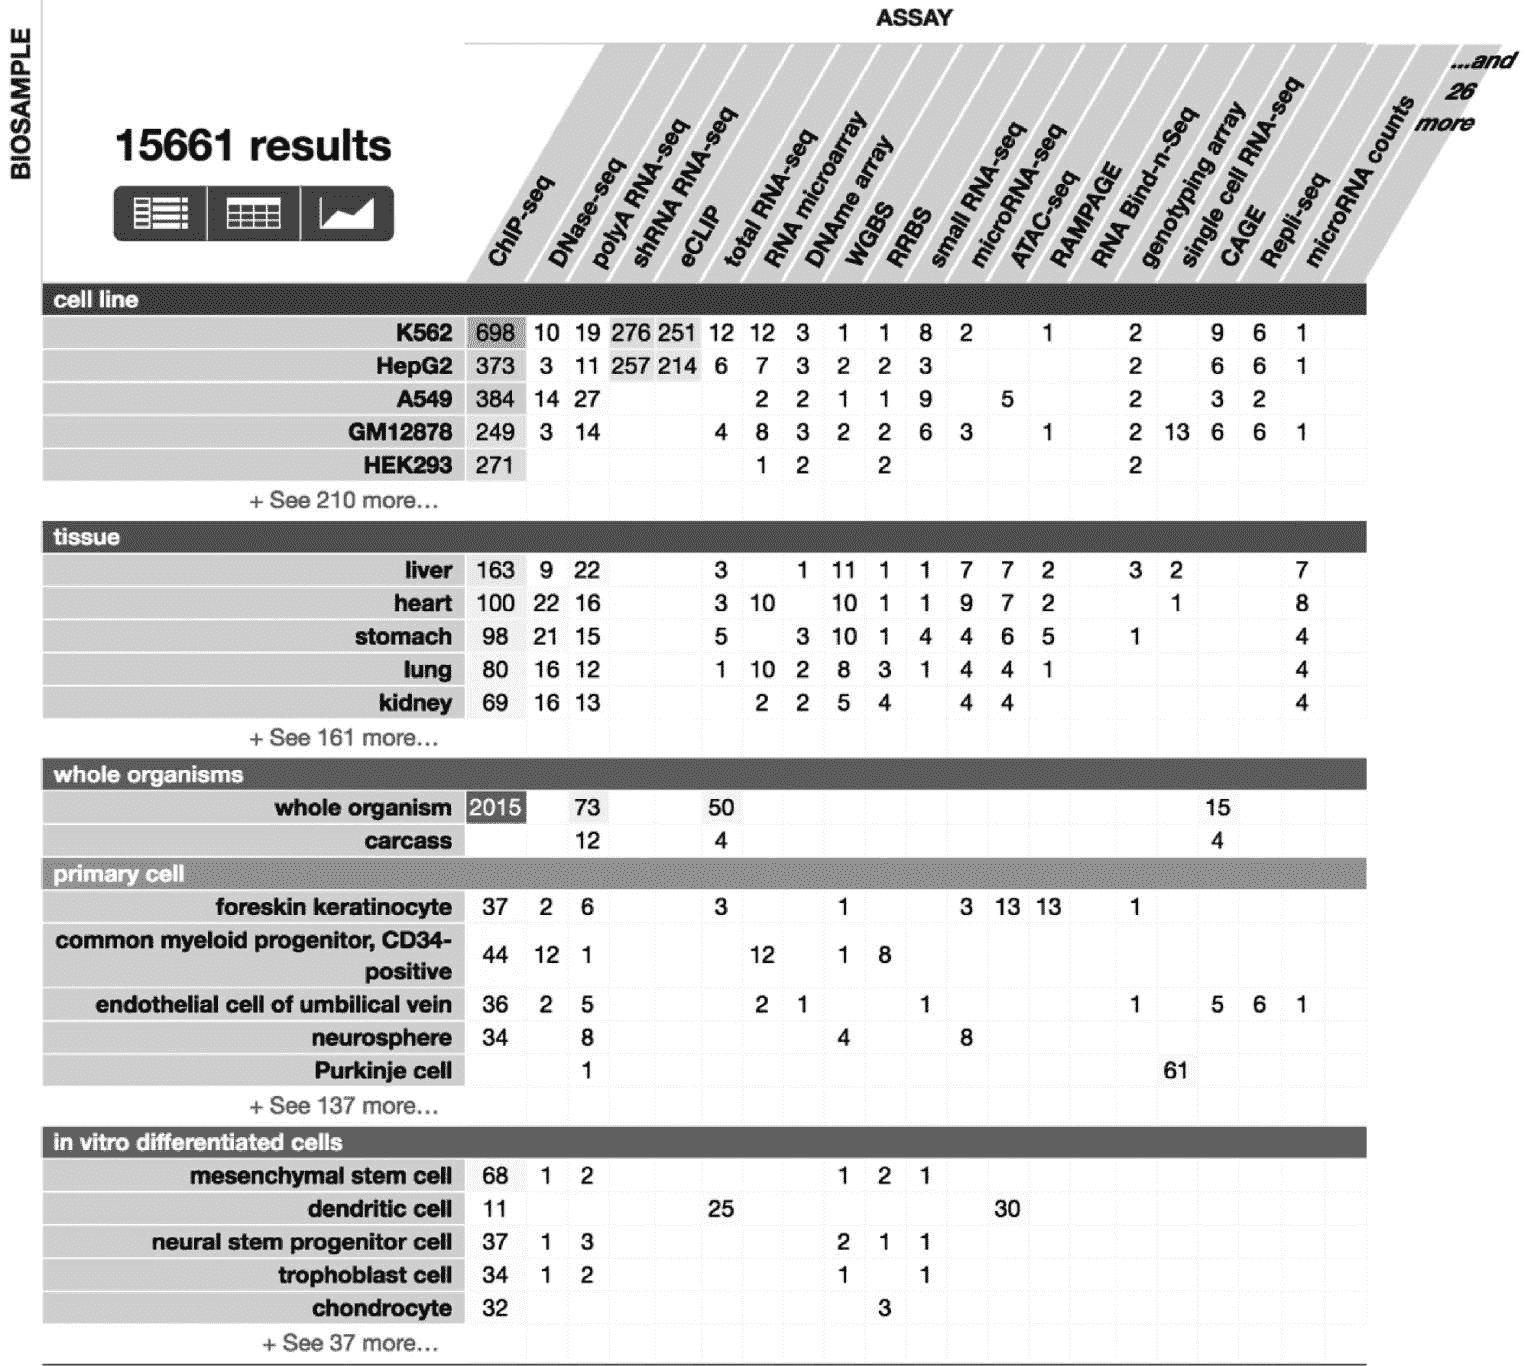 ASSAY
BIOSAMPLE
15661 results
ChIP-seq
DNase-seq
polyA RNA-seq
shRNA RNA-seq
eCLIP
total RNA-seq
RNA microarray
DNAme array
WGBS
RRBS
small RNA-seq
microRNA-seq
ATAC-seq
RAMPAGE
RNA Bind-n-Seq
genotyping array
single cell RNA-seq
CAGE
Repli-seq
microRNA counts
...and
26
more
cell line
K562 698 10 19 276 251 12 12 3 1 1 8 2 1 2 9 6 1
HepG2 373 3 11 257 214 6 7 3 2 2 3 2 6 6 1
A549 384 14 27 2 2 1 1 9 5 2 3 2
GM12878 249 3 14 4 8 3 2 2 6 3 1 2 13 6 6 1
HEK293 271 1 2 2 2
+ See 210 more...
tissue
liver 163 9 22 3 1 11 1 1 7 7 2 3 2 7
heart 100 22 16 3 10 10 1 1 9 7 2 1 8
stomach 98 21 15 5 3 10 1 4 4 6 5 1 4
lung 80 16 12 1 10 2 8 3 1 4 4 1 4
kidney 69 16 13 2 2 5 4 4 4 4
+ See 161 more...
whole organisms
whole organism 2015 73 50 15
carcass 12 4 4
primary cell
foreskin keratinocyte 37 2 6 3 1 3 13 13 1
common myeloid progenitor, CD34-
positive 44 12 1 12 1 8
endothelial cell of umbilical vein 36 2 5 2 1 1 1 5 6 1
neurosphere 34 8 4 8
Purkinje cell 1 61
+ See 137 more...
in vitro differentiated cells
mesenchymal stem cell 68 1 2 1 2 1
dendritic cell 11 25 30
neural stem progenitor cell 37 1 3 2 1 1
trophoblast cell 34 1 2 1 1
chondrocyte 32 3
+ See 37 more...